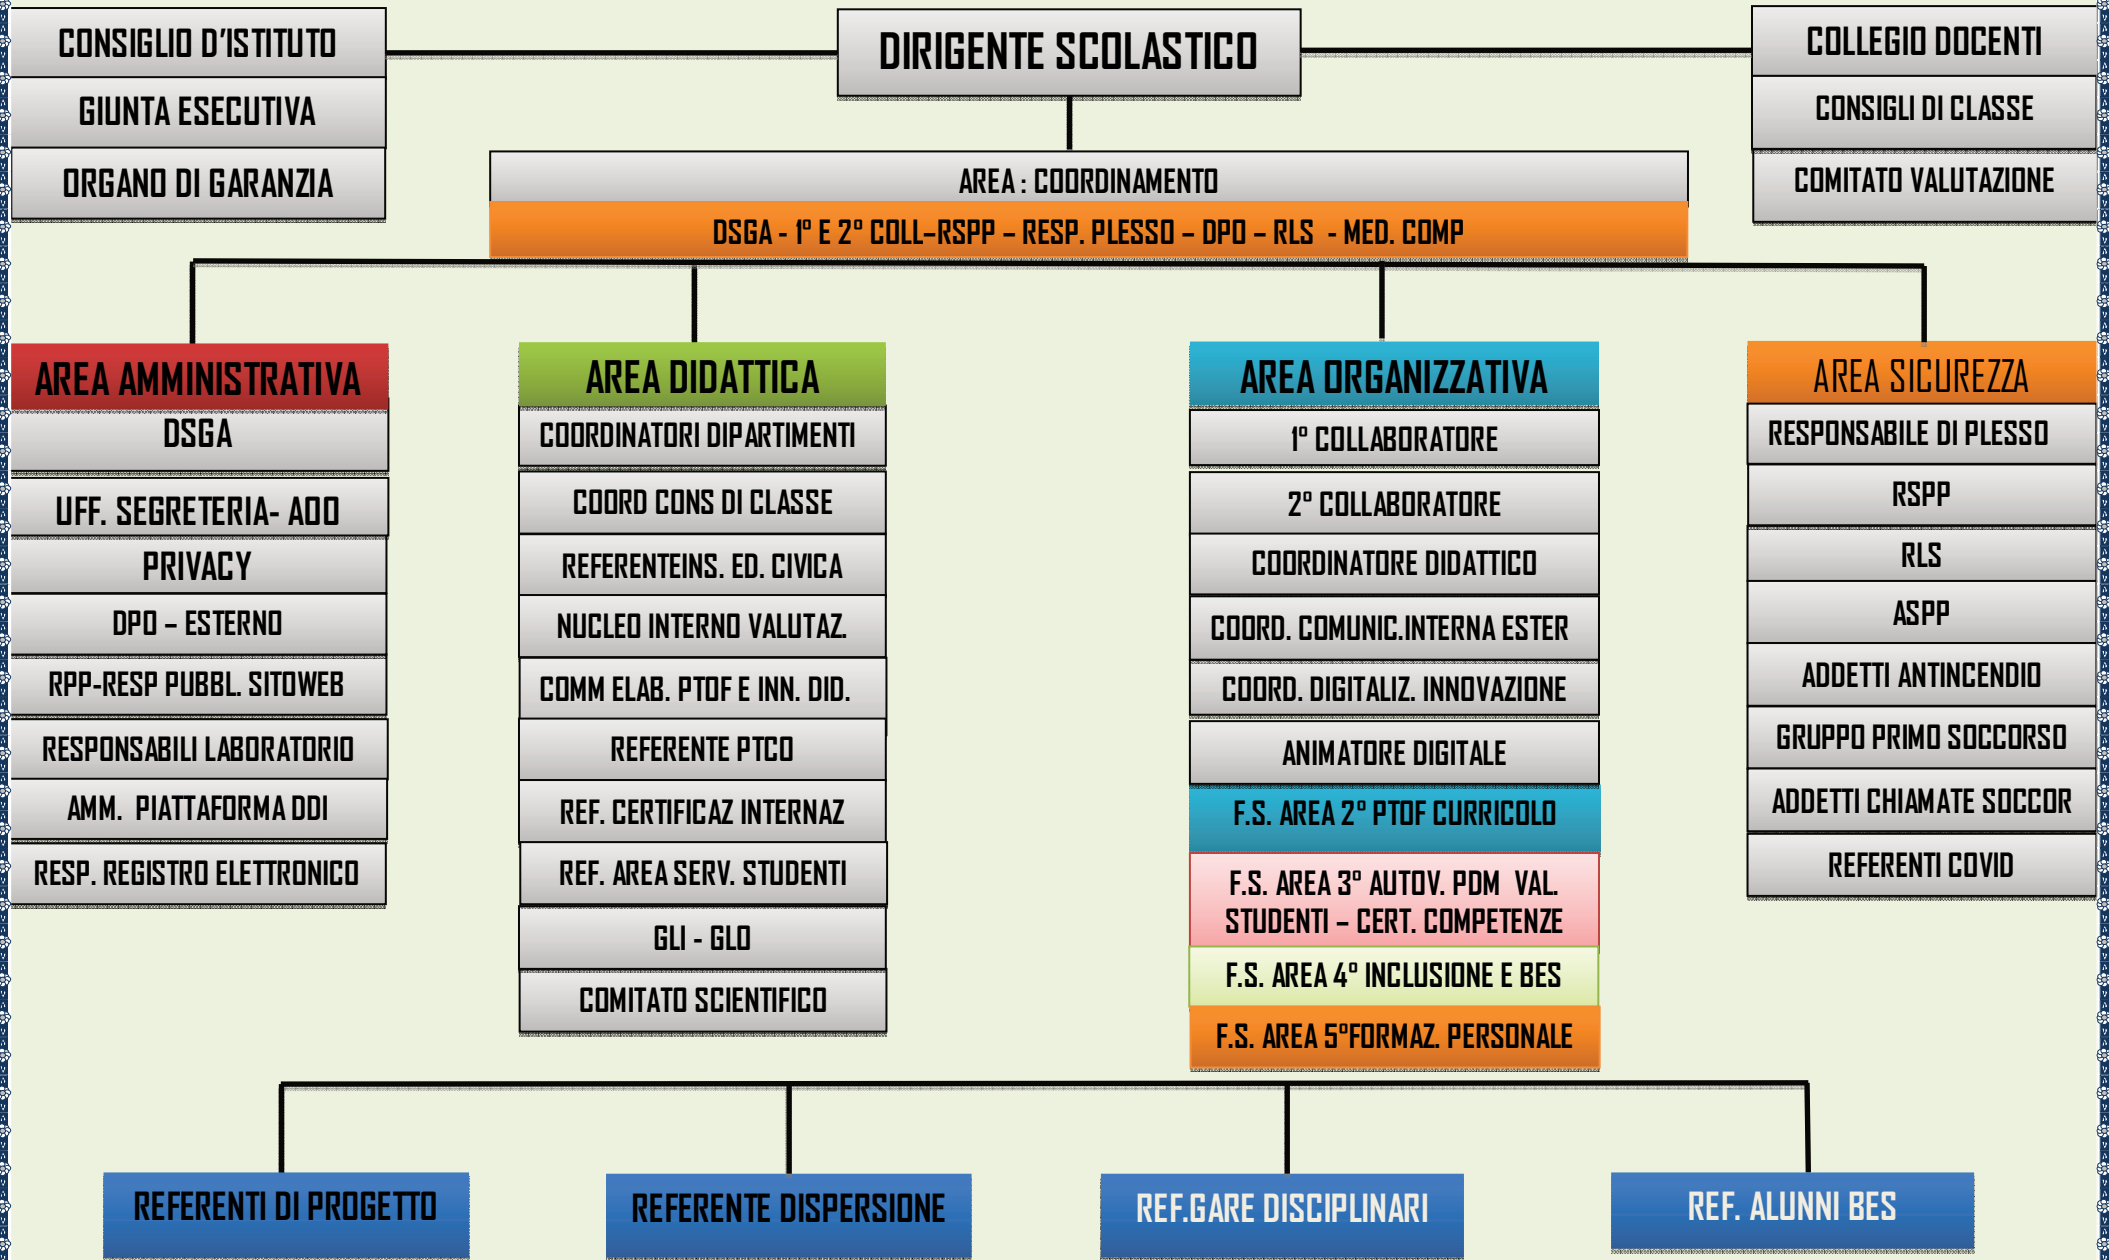 CONSIGLIO D'ISTITUTO
GIUNTA ESECUTIVA
ORGANO DI GARANZIA
DIRIGENTE SCOLASTICO
COLLEGIO DOCENTI
CONSIGLI DI CLASSE
COMITATO VALUTAZIONE
AREA : COORDINAMENTO
DSGA - 1° E 2° COLL–RSPP – RESP. PLESSO – DPO – RLS - MED. COMP
AREA AMMINISTRATIVA
DSGA
UFF. SEGRETERIA- AOO
PRIVACY
DPO – ESTERNO
RPP-RESP PUBBL. SITOWEB
RESPONSABILI LABORATORIO
AMM. PIATTAFORMA DDI
RESP. REGISTRO ELETTRONICO
AREA DIDATTICA
COORDINATORI DIPARTIMENTI
COORD CONS DI CLASSE
REFERENTEINS. ED. CIVICA
NUCLEO INTERNO VALUTAZ.
COMM ELAB. PTOF E INN. DID.
REFERENTE PTCO
REF. CERTIFICAZ INTERNAZ
REF. AREA SERV. STUDENTI
GLI - GLO
COMITATO SCIENTIFICO
AREA ORGANIZZATIVA
1° COLLABORATORE
2° COLLABORATORE
COORDINATORE DIDATTICO
COORD. COMUNIC.INTERNA ESTER
COORD. DIGITALIZ. INNOVAZIONE
ANIMATORE DIGITALE
F.S. AREA 2° PTOF CURRICOLO
F.S. AREA 3° AUTOV. PDM VAL.
STUDENTI – CERT. COMPETENZE
F.S. AREA 4° INCLUSIONE E BES
F.S. AREA 5°FORMAZ. PERSONALE
AREA SICUREZZA
RESPONSABILE DI PLESSO
RSPP
RLS
ASPP
ADDETTI ANTINCENDIO
GRUPPO PRIMO SOCCORSO
ADDETTI CHIAMATE SOCCOR
REFERENTI COVID
REFERENTI DI PROGETTO
REFERENTE DISPERSIONE
REF.GARE DISCIPLINARI
REF. ALUNNI BES